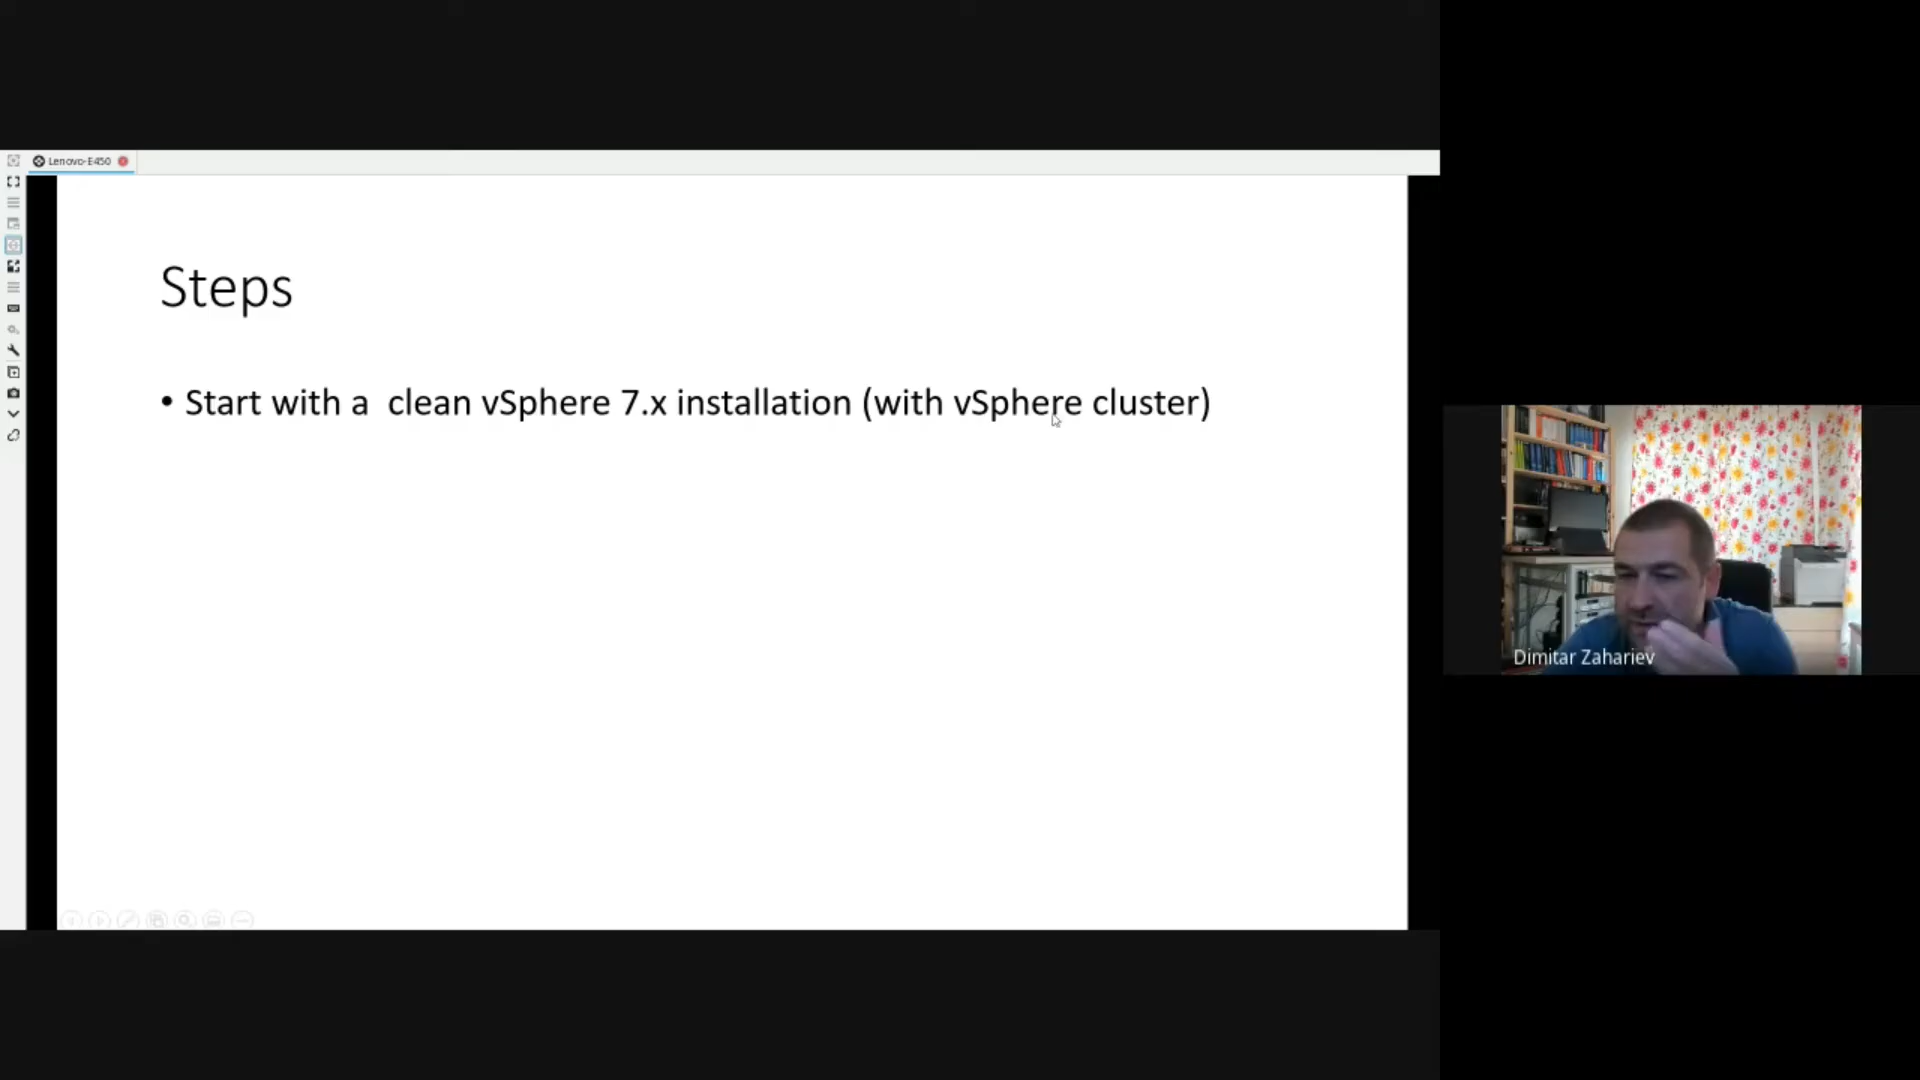 Lenovo-E450
Steps
• Start with a  clean vSphere 7.x installation (with vSphere cluster)
Dimitar Zahariev